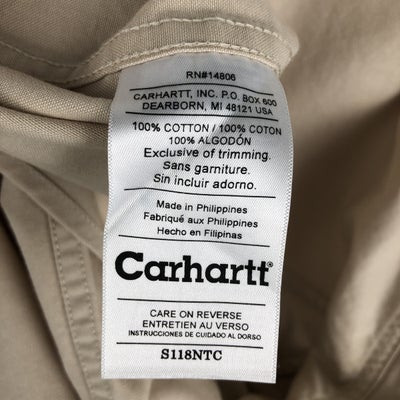 RN#14806
CARHARTT, INC. P.O. BOX 600
DEARBORN, MI 48121 USA
100% COTTON / 100% COTON
100% ALGODÓN
Exclusive of trimming.
Sans garniture.
Sin incluir adorno.
Made in Philippines
Fabriqué aux Philippines
Hecho en Filipinas
Carhartt®
CARE ON REVERSE
ENTRETIEN AU VERSO
INSTRUCCIONES DE CUIDADO AL DORSO
S118NTC